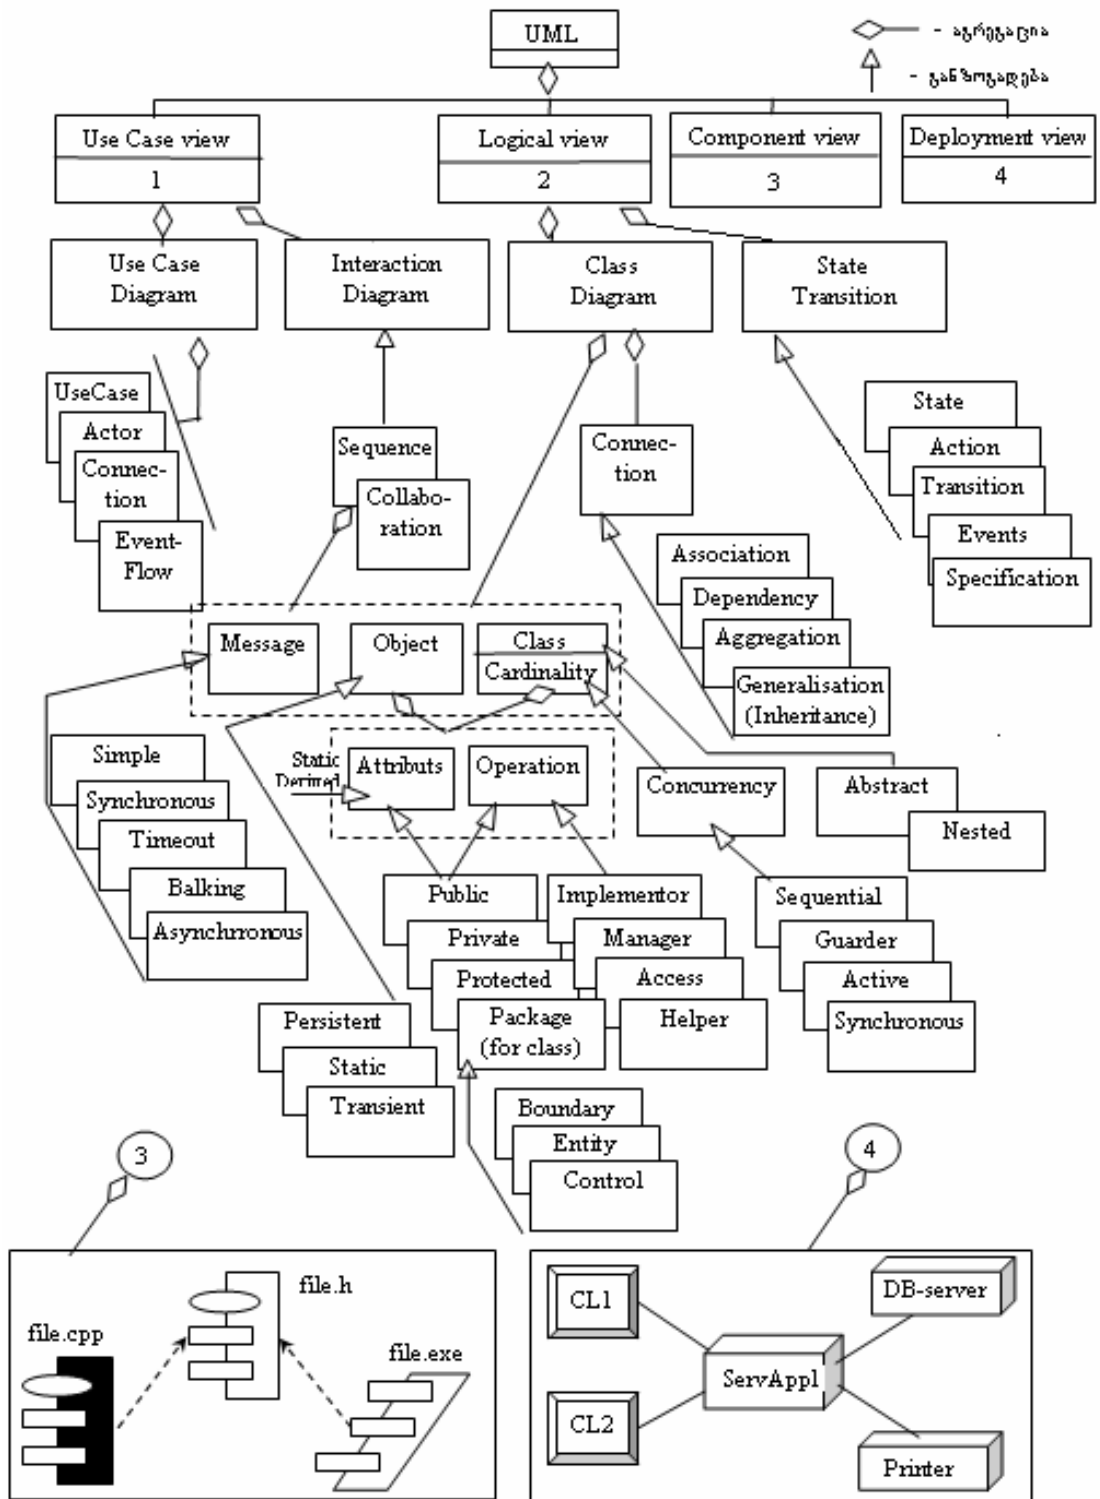 UML
- აგრეგაცია
- განზოგადება
Use Case view
1
Logical view
2
Component view
3
Deployment view
4
Use Case
Diagram
Interaction
Diagram
Class
Diagram
State
Transition
UseCase
Actor
Connec-
tion
Event-
Flow
Sequence
Collabo-
ration
Connec-
tion
State
Action
Transition
Events
Specification
Association
Dependency
Aggregation
Generalisation
(Inheritance)
Message
Object
Class
Cardinality
Simple
Synchronous
Timeout
Balking
Asynchrronous
Static
Derined
Attributs
Operation
Concurrency
Abstract
Nested
Public
Private
Protected
Package
(for class)
Implementor
Manager
Access
Helper
Sequential
Guarder
Active
Synchronous
Persistent
Static
Transient
Boundary
Entity
Control
3
4
file.h
file.cpp
file.exe
CL1
CL2
ServAppl
DB-server
Printer